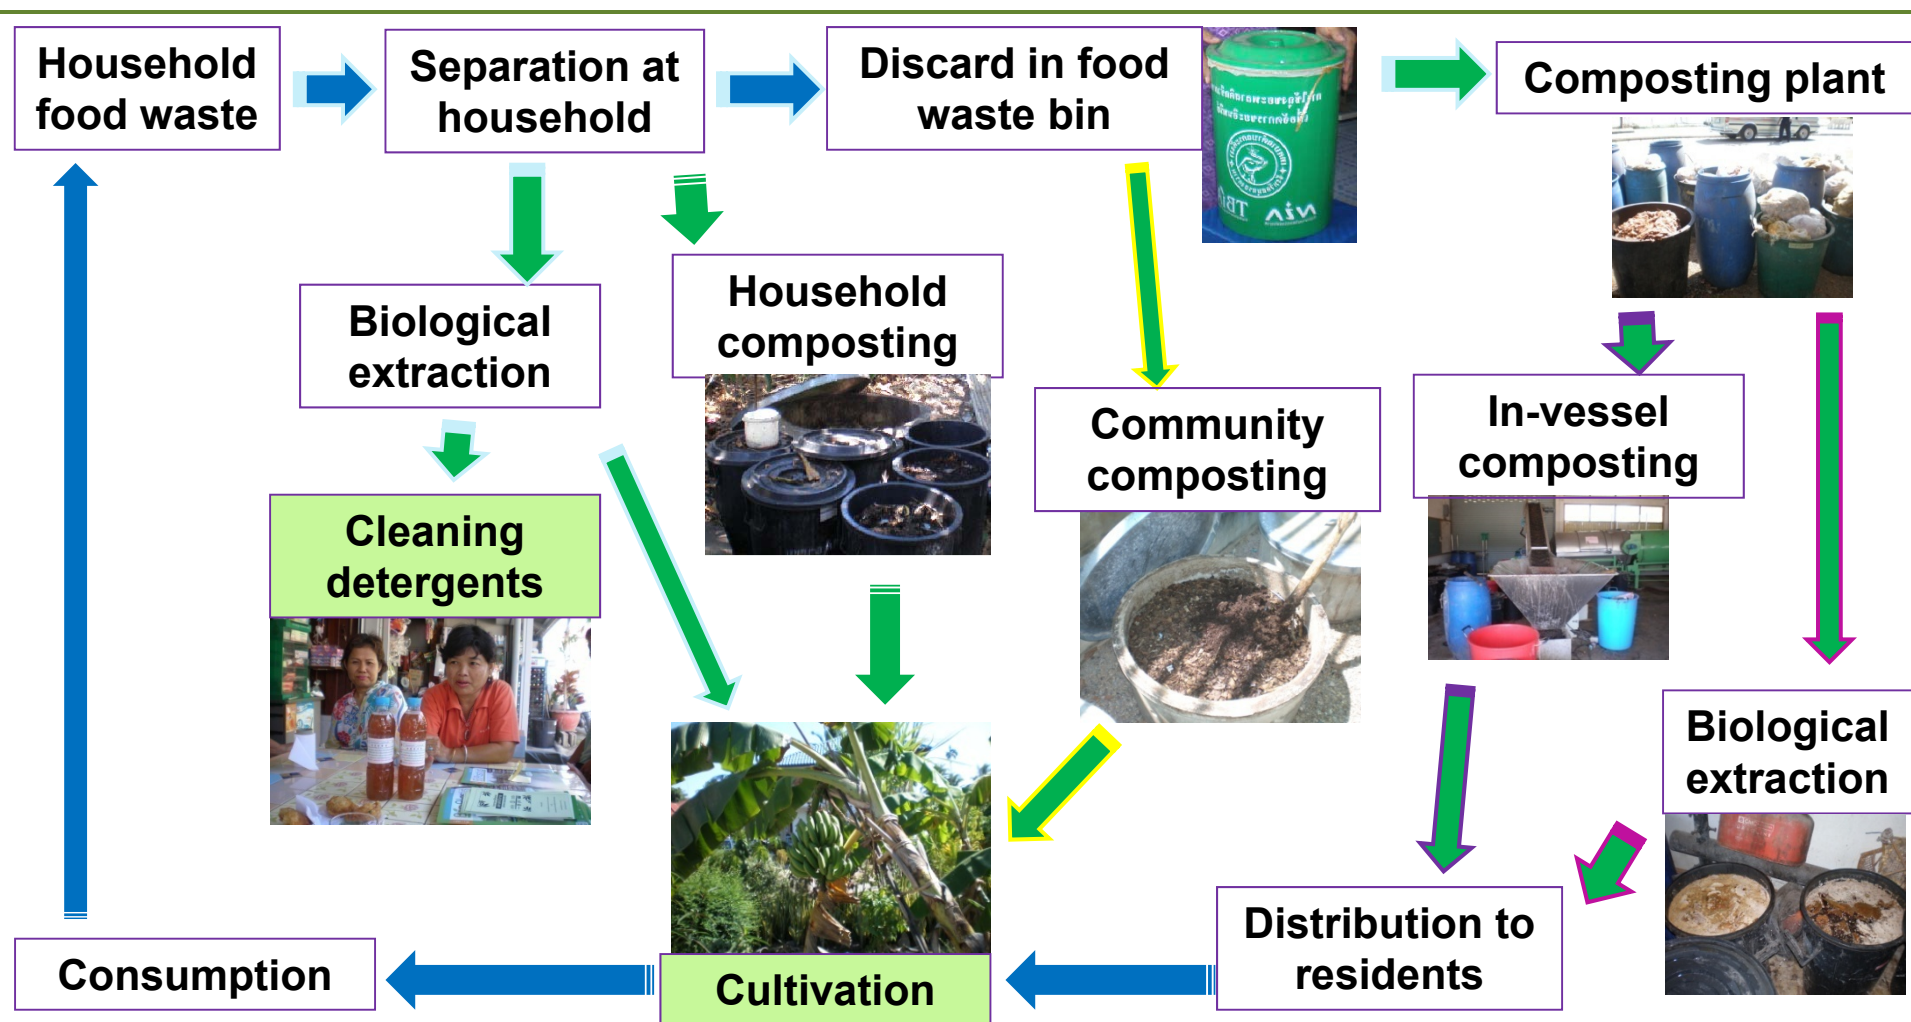 Household
food waste
Separation at
household
Discard in food
waste bin
Composting plant
TBI
Biological
extraction
Household
composting
Community
composting
In-vessel
composting
Cleaning
detergents
Biological
extraction
Distribution to
residents
Consumption
Cultivation